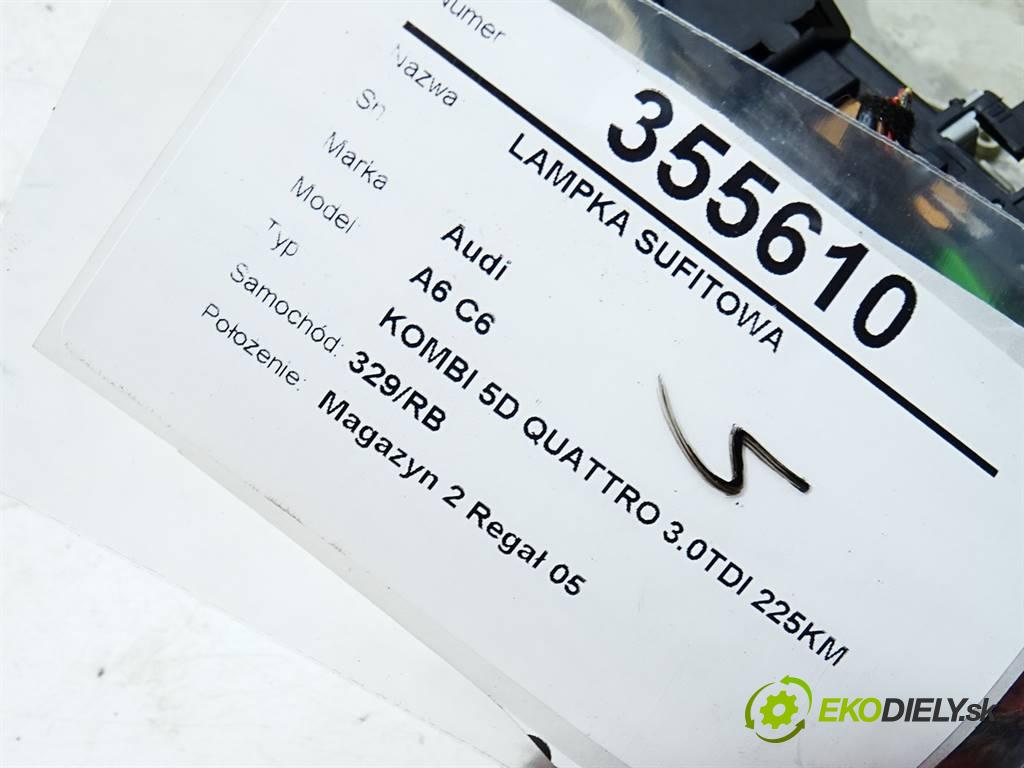 Numer 355610
Nazwa LAMPKA SUFITOWA
Sn
Marka Audi
Model A6 C6
Typ KOMBI 5D QUATTRO 3.0TDI 225KM
Samochód: 329/RB
Położenie: Magazyn 2 Regał 05
EKODIELY.sk